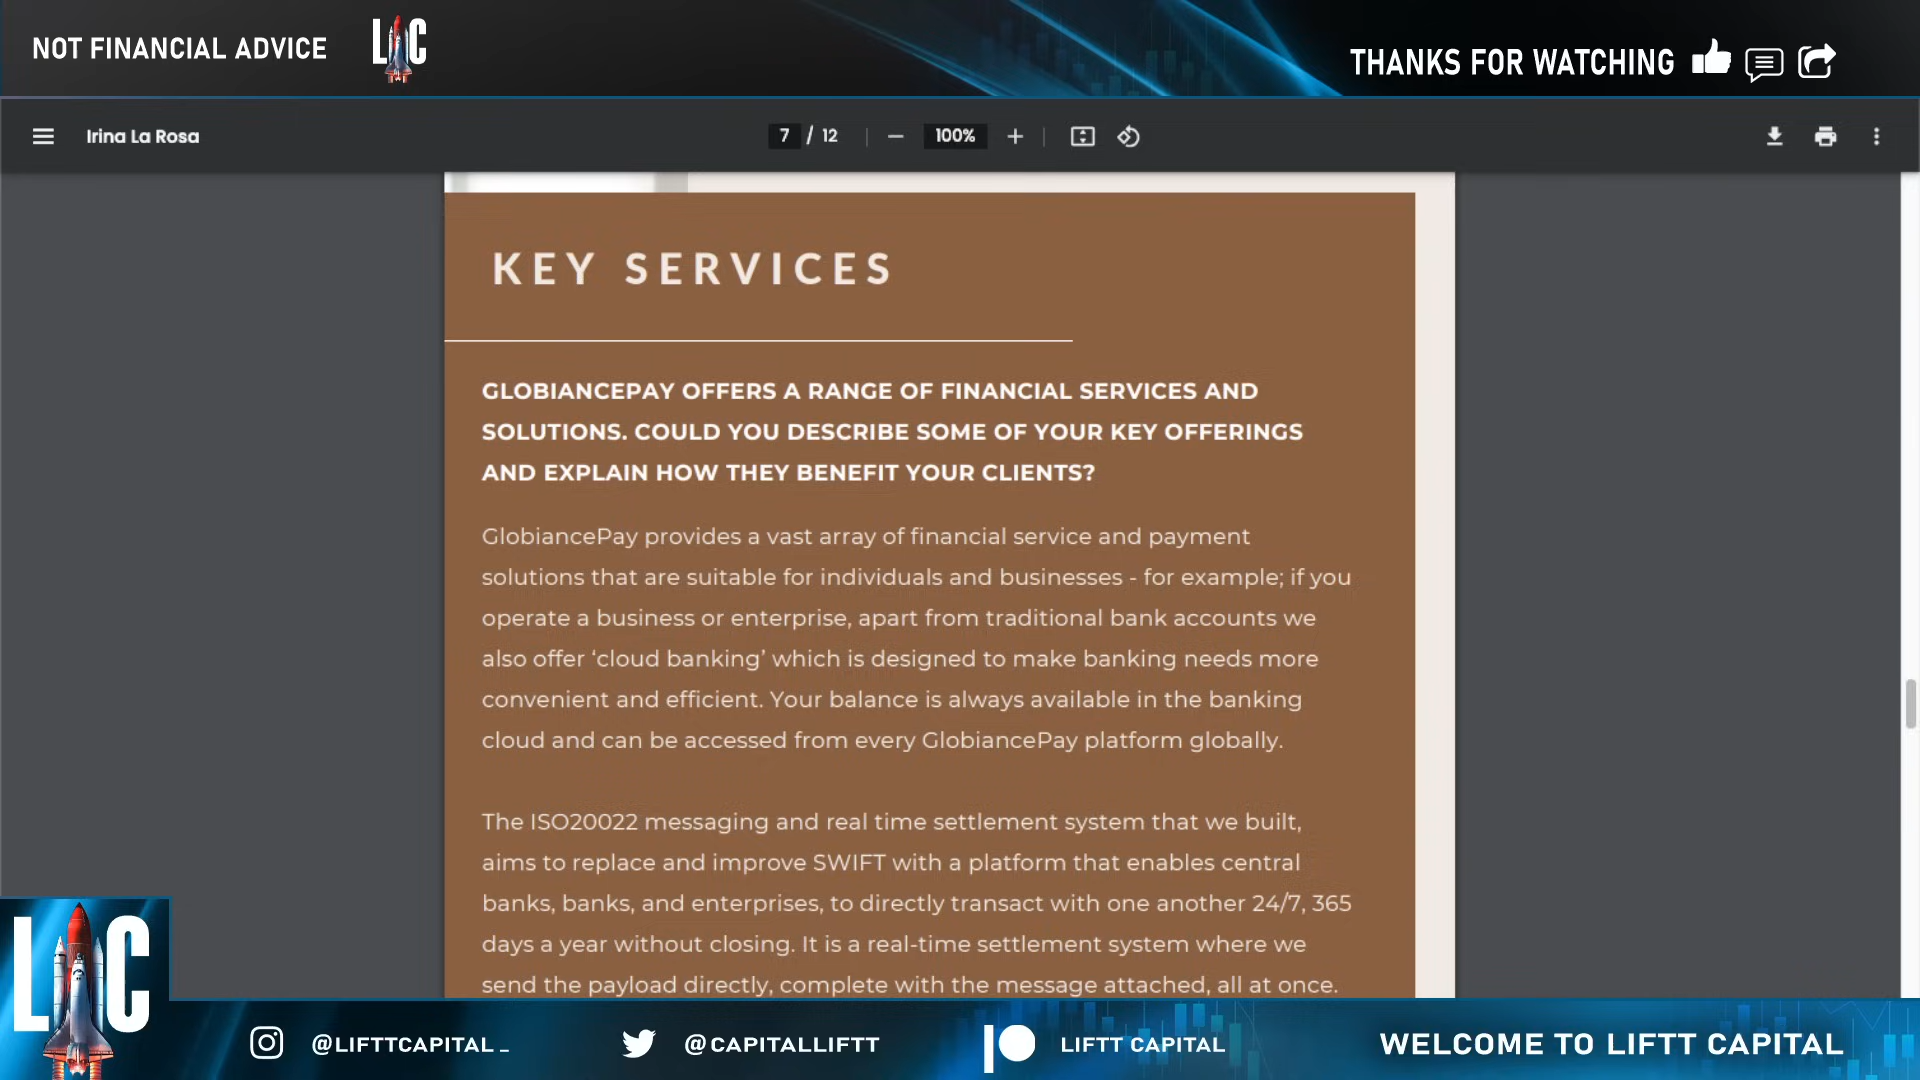 NOT FINANCIAL ADVICE
LC
THANKS FOR WATCHING
Irina La Rosa
7 / 12
100%
KEY SERVICES
GLOBIANCEPAY OFFERS A RANGE OF FINANCIAL SERVICES AND
SOLUTIONS. COULD YOU DESCRIBE SOME OF YOUR KEY OFFERINGS
AND EXPLAIN HOW THEY BENEFIT YOUR CLIENTS?
GlobiancePay provides a vast array of financial service and payment
solutions that are suitable for individuals and businesses - for example; if you
operate a business or enterprise, apart from traditional bank accounts we
also offer ‘cloud banking’ which is designed to make banking needs more
convenient and efficient. Your balance is always available in the banking
cloud and can be accessed from every GlobiancePay platform globally.
The ISO20022 messaging and real time settlement system that we built,
aims to replace and improve SWIFT with a platform that enables central
banks, banks, and enterprises, to directly transact with one another 24/7, 365
days a year without closing. It is a real-time settlement system where we
send the payload directly, complete with the message attached, all at once.
LC
@LIFTTCAPITAL_
@CAPITALLIFTT
LIFTT CAPITAL
WELCOME TO LIFTT CAPITAL